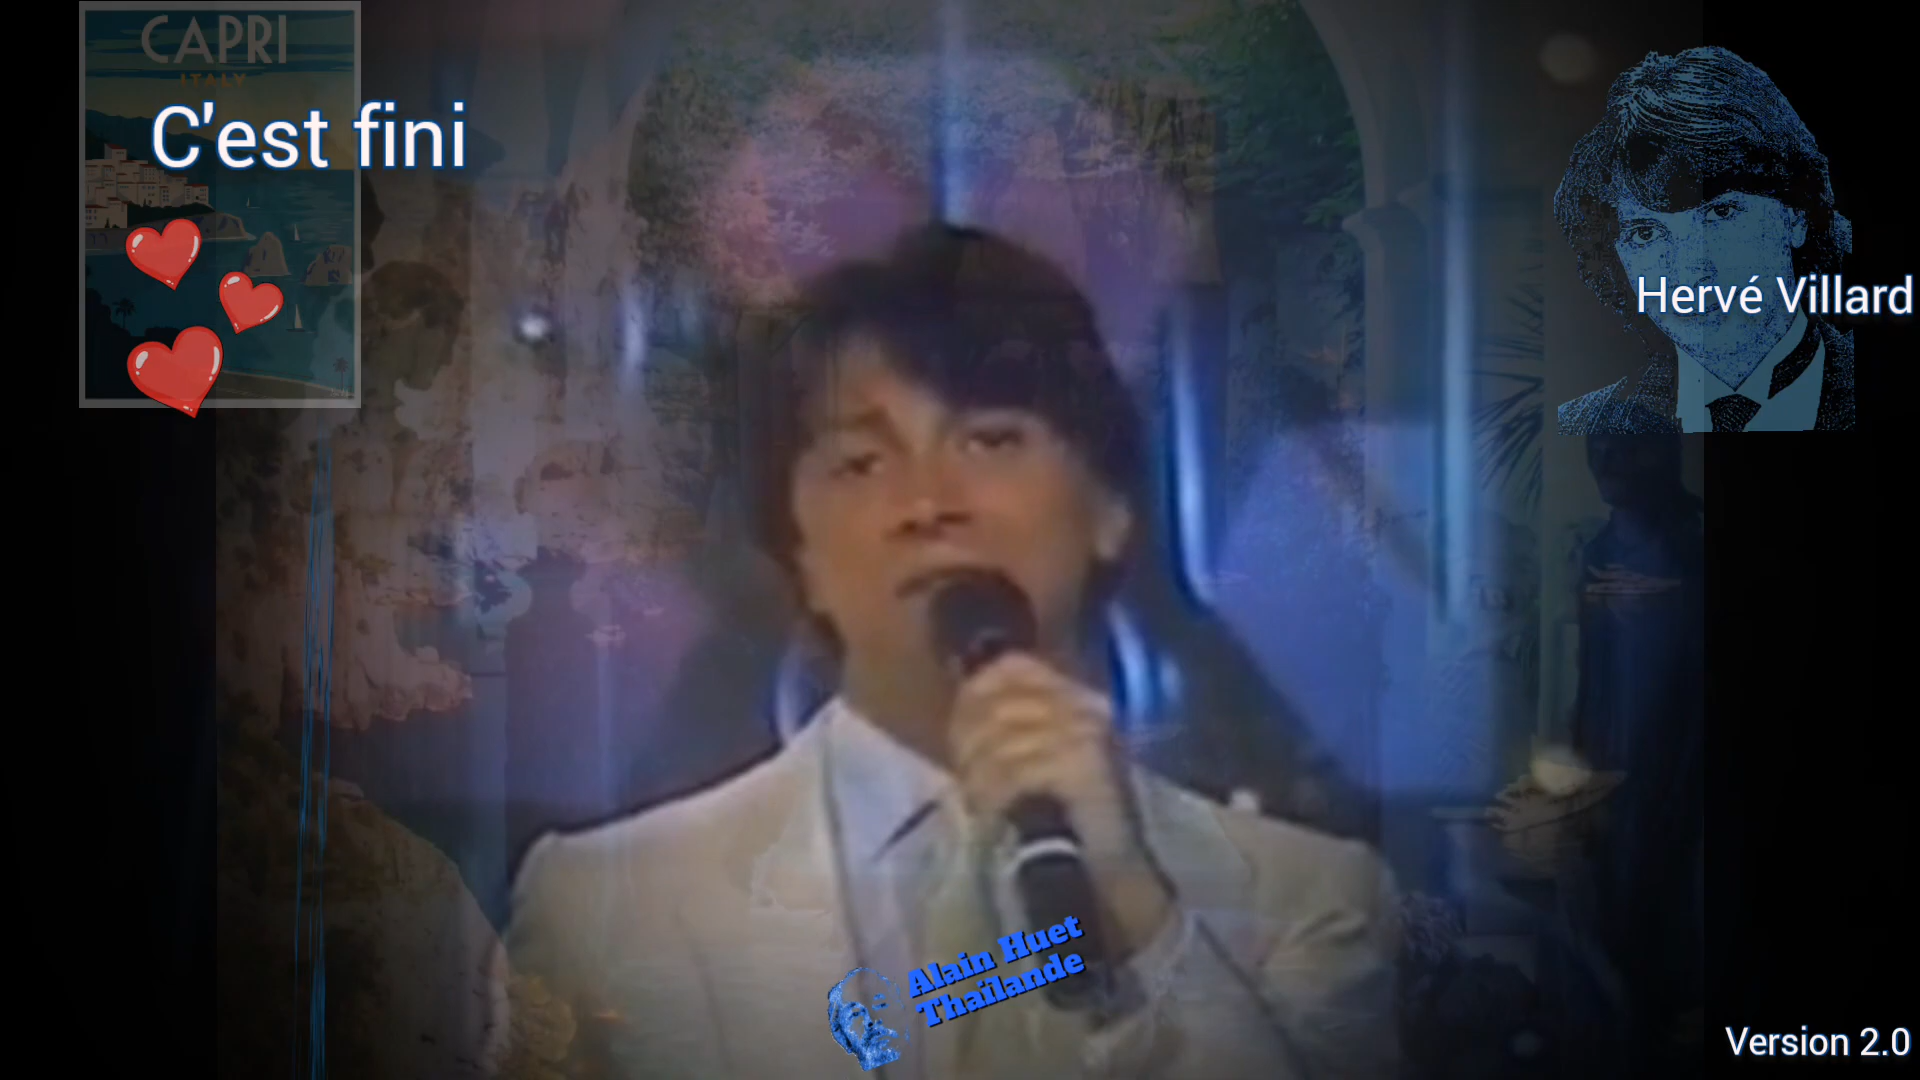 CAPRI
ITALY
C'est fini
Hervé Villard
Alain Huet
Thaïlande
Version 2.0